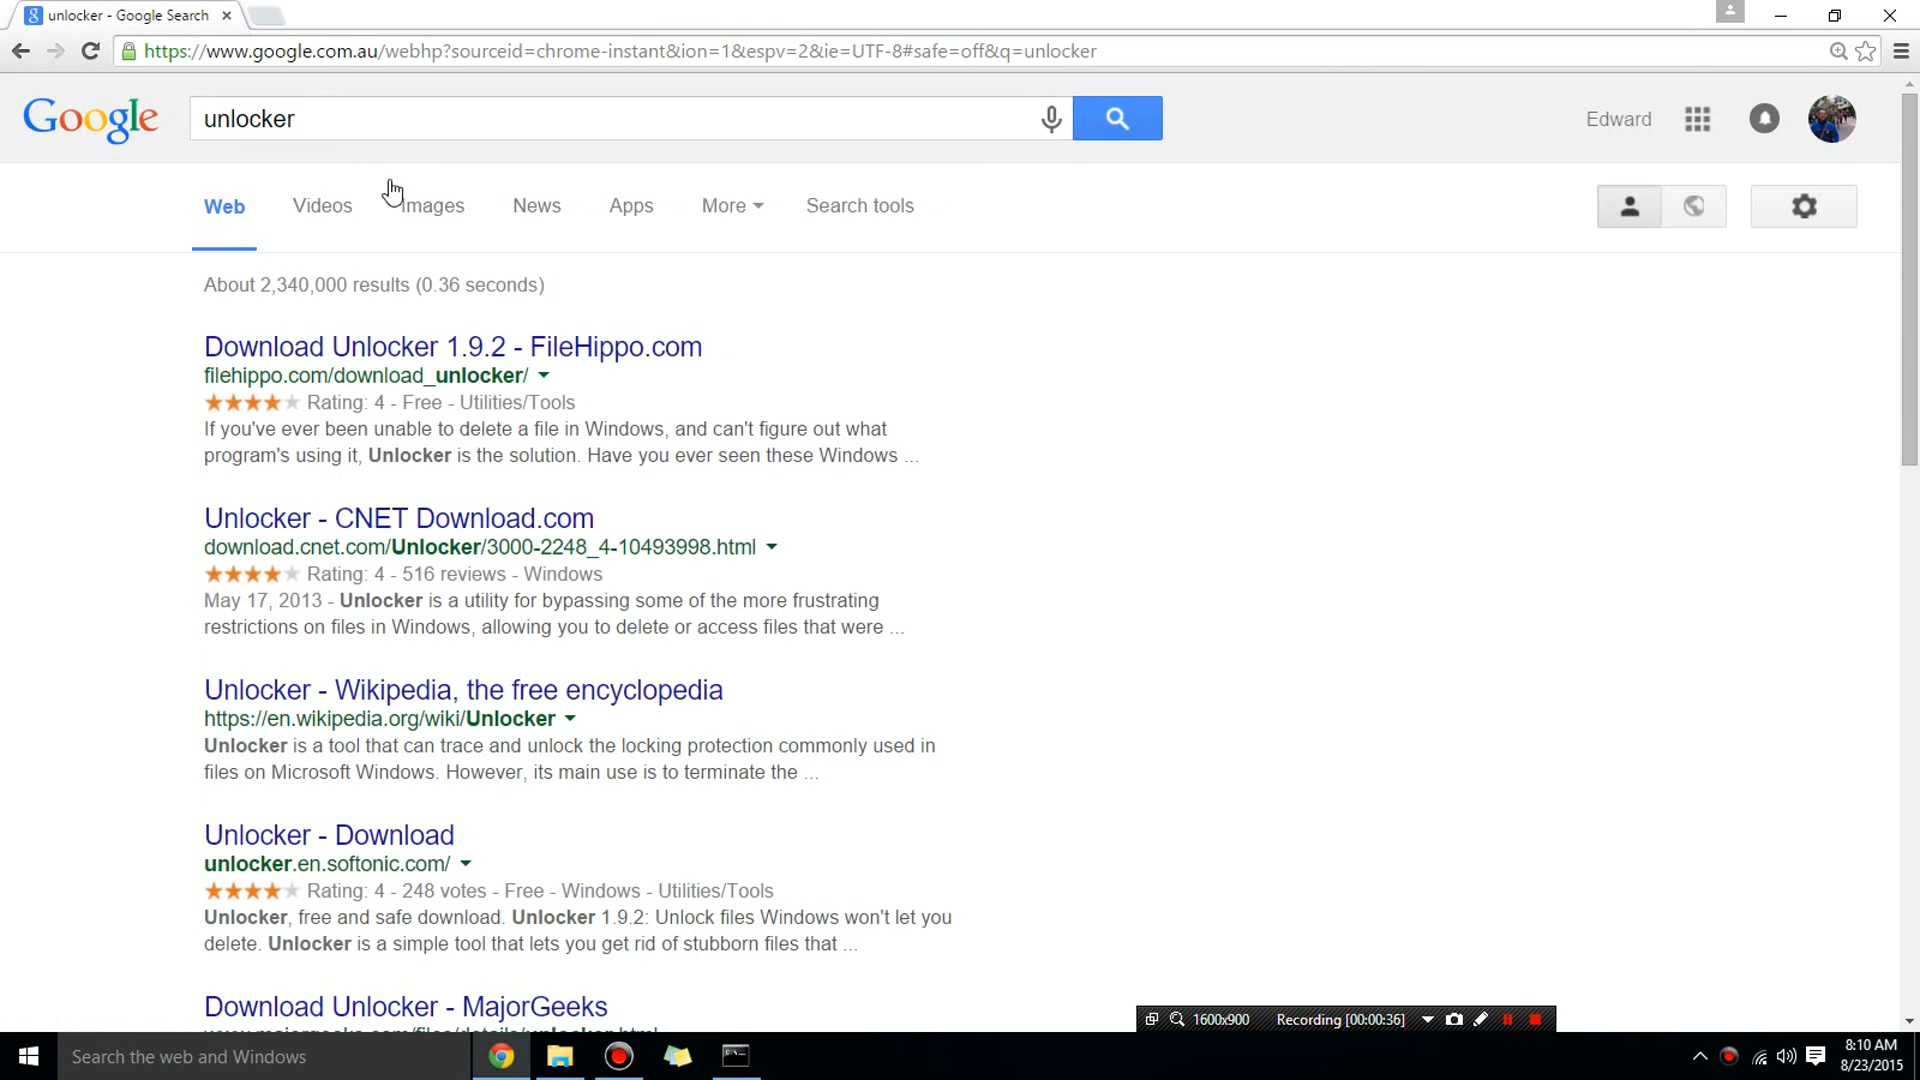 unlocker - Google Search
https://www.google.com.au/webhp?sourceid=chrome-instant&ion=1&espv=2&ie=UTF-8#safe=off&q=unlocker
Google
unlocker
Edward
Web
Videos
Images
News
Apps
More
Search tools
About 2,340,000 results (0.36 seconds)
Download Unlocker 1.9.2 - FileHippo.com
filehippo.com/download_unlocker/
Rating: 4 - Free - Utilities/Tools
If you've ever been unable to delete a file in Windows, and can't figure out what
program's using it, Unlocker is the solution. Have you ever seen these Windows ...
Unlocker - CNET Download.com
download.cnet.com/Unlocker/3000-2248_4-10493998.html
Rating: 4 - 516 reviews - Windows
May 17, 2013 - Unlocker is a utility for bypassing some of the more frustrating
restrictions on files in Windows, allowing you to delete or access files that were ...
Unlocker - Wikipedia, the free encyclopedia
https://en.wikipedia.org/wiki/Unlocker
Unlocker is a tool that can trace and unlock the locking protection commonly used in
files on Microsoft Windows. However, its main use is to terminate the ...
Unlocker - Download
unlocker.en.softonic.com/
Rating: 4 - 248 votes - Free - Windows - Utilities/Tools
Unlocker, free and safe download. Unlocker 1.9.2: Unlock files Windows won't let you
delete. Unlocker is a simple tool that lets you get rid of stubborn files that ...
Download Unlocker - MajorGeeks
1600x900
Recording [00:00:36]
Search the web and Windows
8:10 AM
8/23/2015